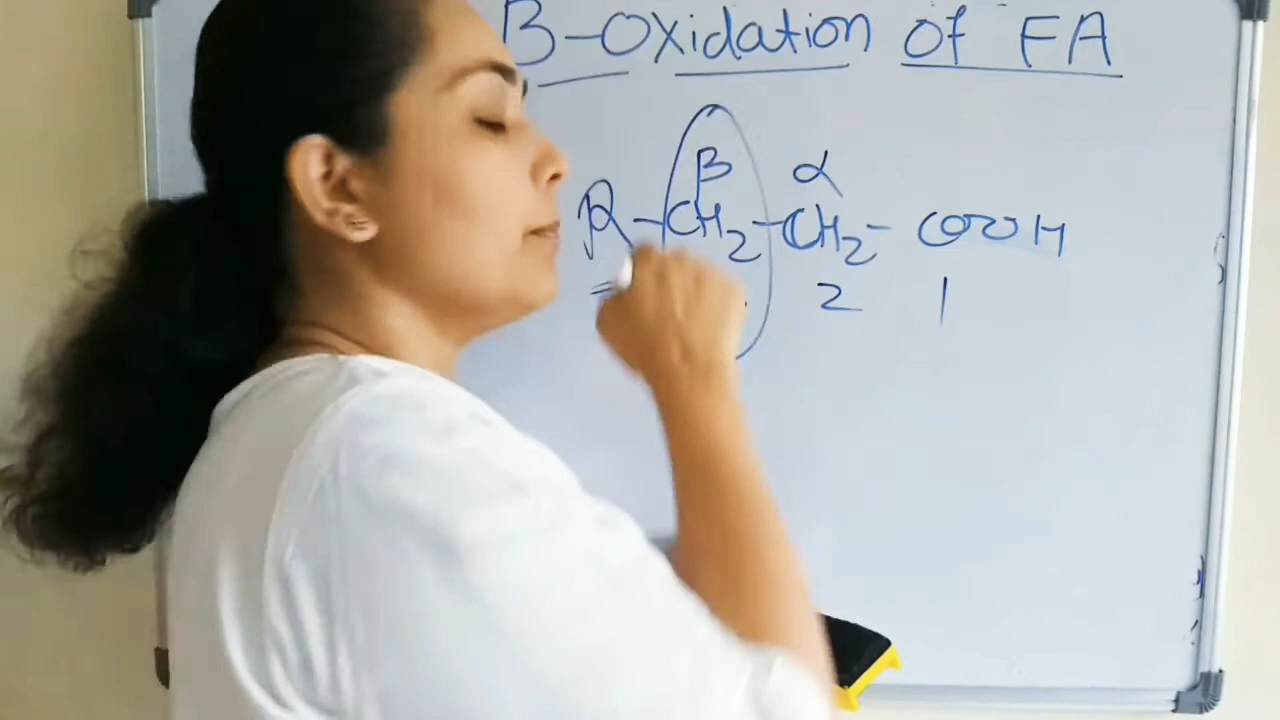 B-Oxidation of FA
β α
R-CH2-CH2-COOH
2 1